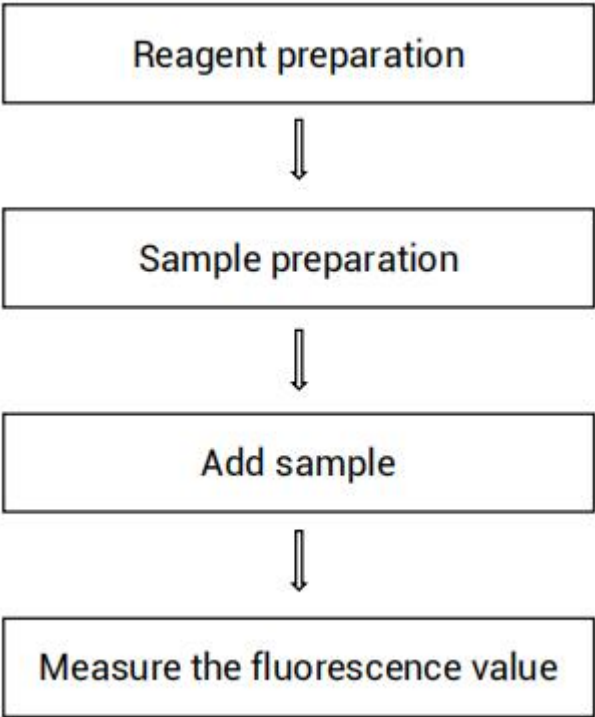 Reagent preparation
Sample preparation
Add sample
Measure the fluorescence value